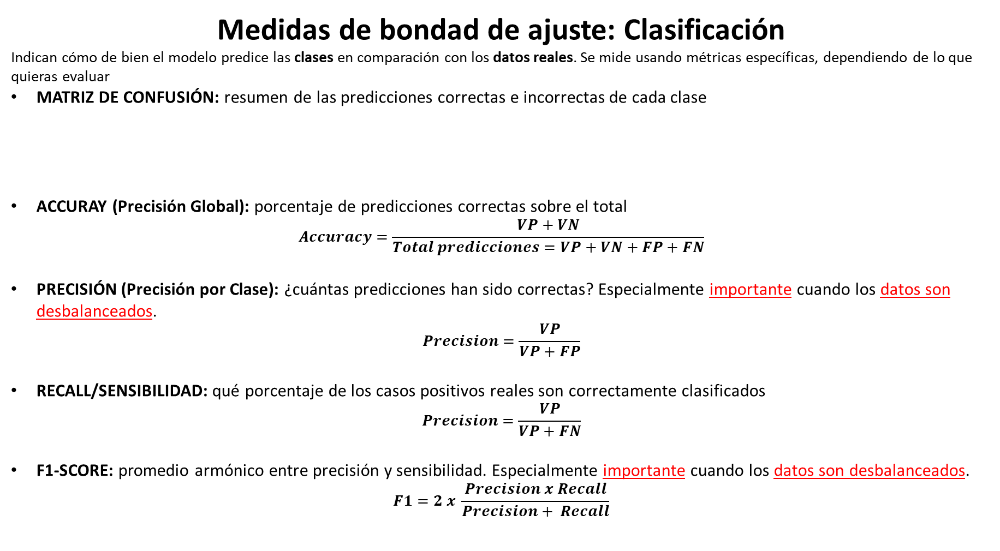 Medidas de bondad de ajuste: Clasificación
Indican cómo de bien el modelo predice las clases en comparación con los datos reales. Se mide usando métricas específicas, dependiendo de lo que
quieras evaluar
• MATRIZ DE CONFUSIÓN: resumen de las predicciones correctas e incorrectas de cada clase
• ACCURAY (Precisión Global): porcentaje de predicciones correctas sobre el total
VP + VN
Accuracy =
Total predicciones = VP + VN + FP + FN
• PRECISIÓN (Precisión por Clase): ¿cuántas predicciones han sido correctas? Especialmente importante cuando los datos son
desbalanceados.
VP
Precision =
VP + FP
• RECALL/SENSIBILIDAD: qué porcentaje de los casos positivos reales son correctamente clasificados
VP
Precision =
VP + FN
• F1-SCORE: promedio armónico entre precisión y sensibilidad. Especialmente importante cuando los datos son desbalanceados.
Precision x Recall
F1 = 2 x
Precision + Recall